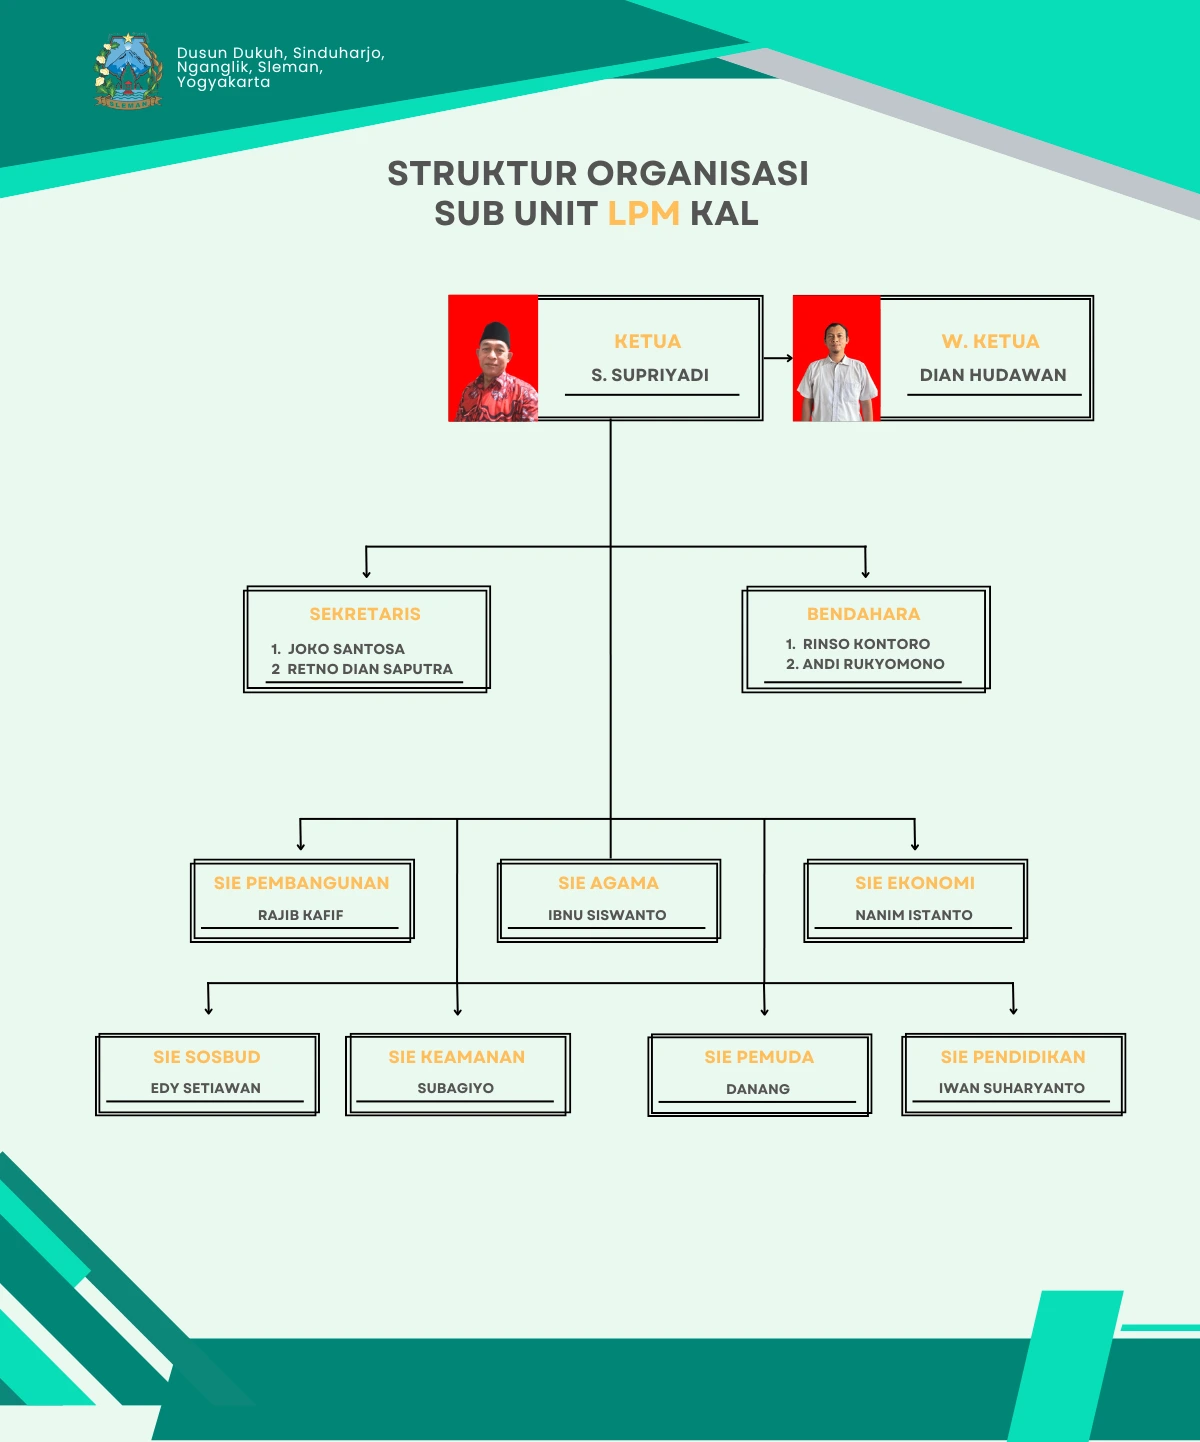 Dusun Dukuh, Sinduharjo,
Nganglik, Sleman,
Yogyakarta
SLEMAN
STRUKTUR ORGANISASI
SUB UNIT LPM KAL
KETUA
S. SUPRIYADI
W. KETUA
DIAN HUDAWAN
SEKRETARIS
1. JOKO SANTOSA
2 RETNO DIAN SAPUTRA
BENDAHARA
1. RINSO KONTORO
2. ANDI RUKYOMONO
SIE PEMBANGUNAN
RAJIB KAFIF
SIE AGAMA
IBNU SISWANTO
SIE EKONOMI
NANIM ISTANTO
SIE SOSBUD
EDY SETIAWAN
SIE KEAMANAN
SUBAGIYO
SIE PEMUDA
DANANG
SIE PENDIDIKAN
IWAN SUHARYANTO